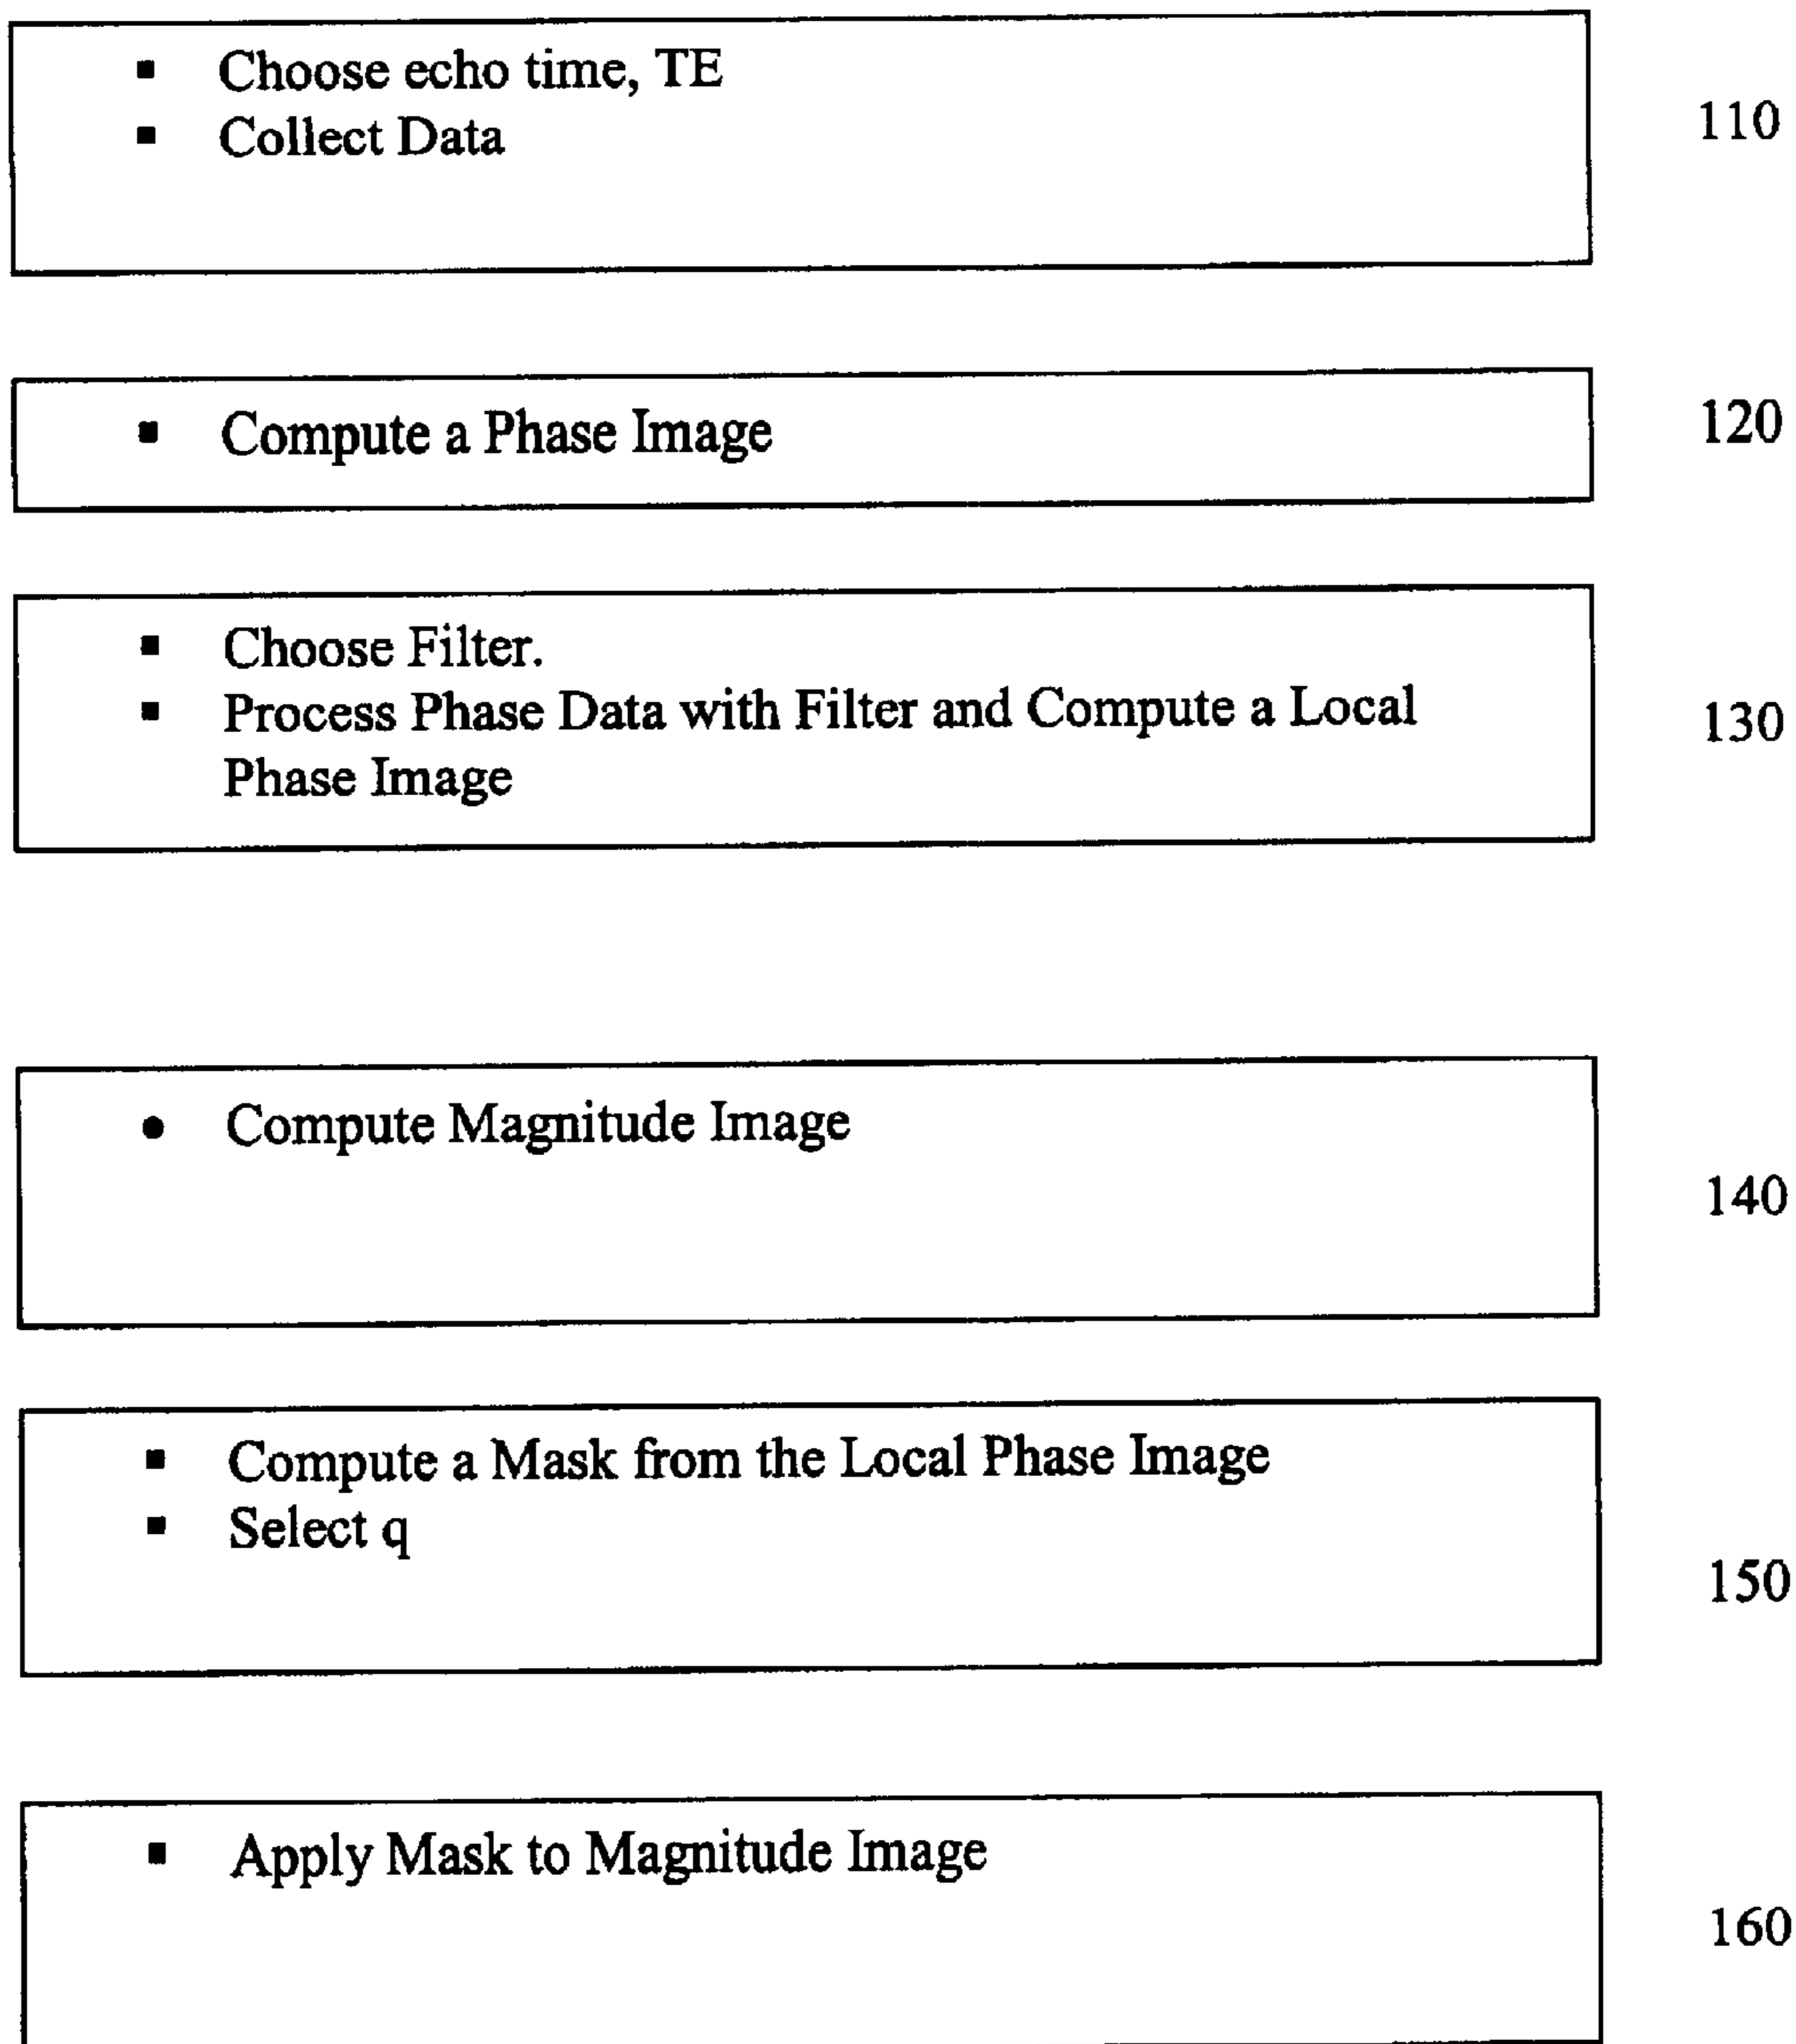 ▪ Choose echo time, TE
▪ Collect Data
110
▪ Compute a Phase Image
120
▪ Choose Filter.
▪ Process Phase Data with Filter and Compute a Local
Phase Image
130
• Compute Magnitude Image
140
▪ Compute a Mask from the Local Phase Image
▪ Select q
150
▪ Apply Mask to Magnitude Image
160